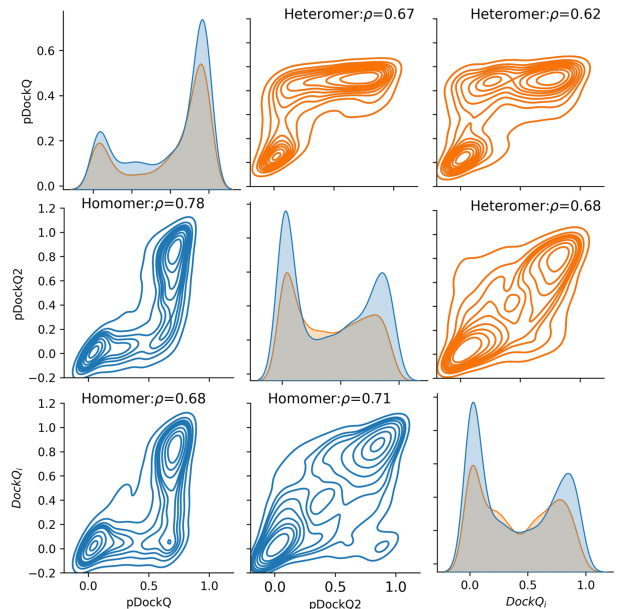 Heteromer:ρ=0.67
Heteromer:ρ=0.62
0.6
0.4
0.2
0.0
pDockQ
Homomer:ρ=0.78
Heteromer:ρ=0.68
1.2
1.0
0.8
0.6
0.4
0.2
0.0
−0.2
pDockQ2
Homomer:ρ=0.68
Homomer:ρ=0.71
1.2
1.0
0.8
0.6
0.4
0.2
0.0
−0.2
DockQi
0.0 0.5 1.0
0.0 0.5 1.0
0.0 0.5 1.0
pDockQ
pDockQ2
DockQi